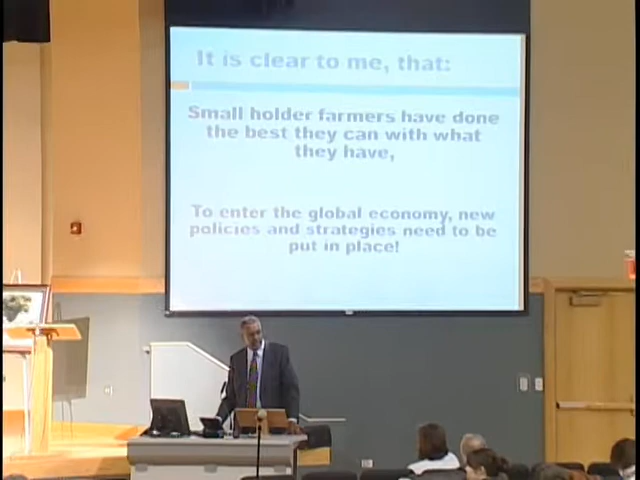 It is clear to me, that:
Small holder farmers have done
the best they can with what
they have,
To enter the global economy, new
policies and strategies need to be
put in place!